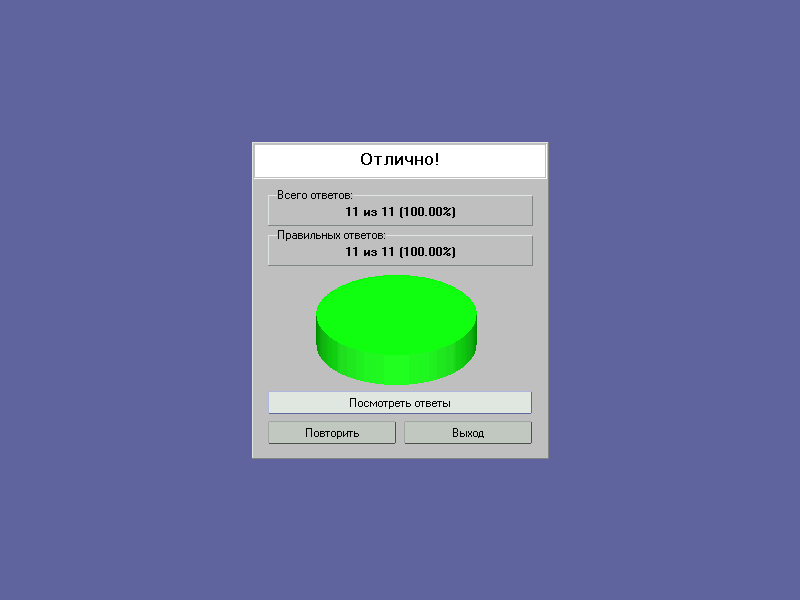 Отлично!
Всего ответов:
11 из 11 (100.00%)
Правильных ответов:
11 из 11 (100.00%)
Посмотреть ответы
Повторить
Выход